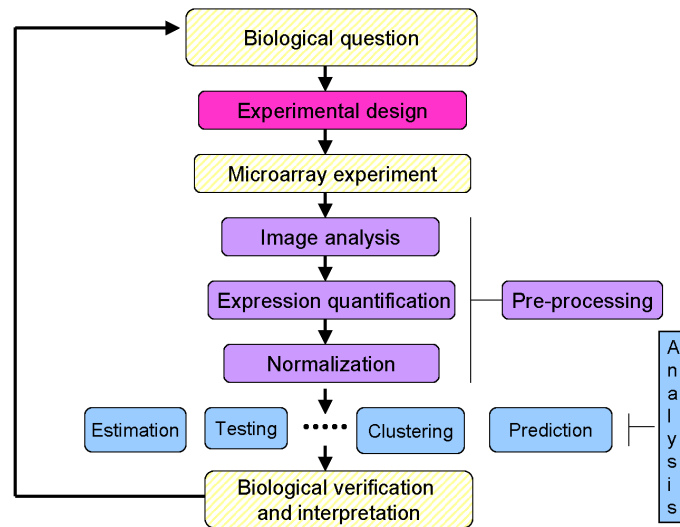 Biological question
Experimental design
Microarray experiment
Image analysis
Expression quantification
Pre-processing
Normalization
Analysis
Estimation
Testing
Clustering
Prediction
Biological verification
and interpretation